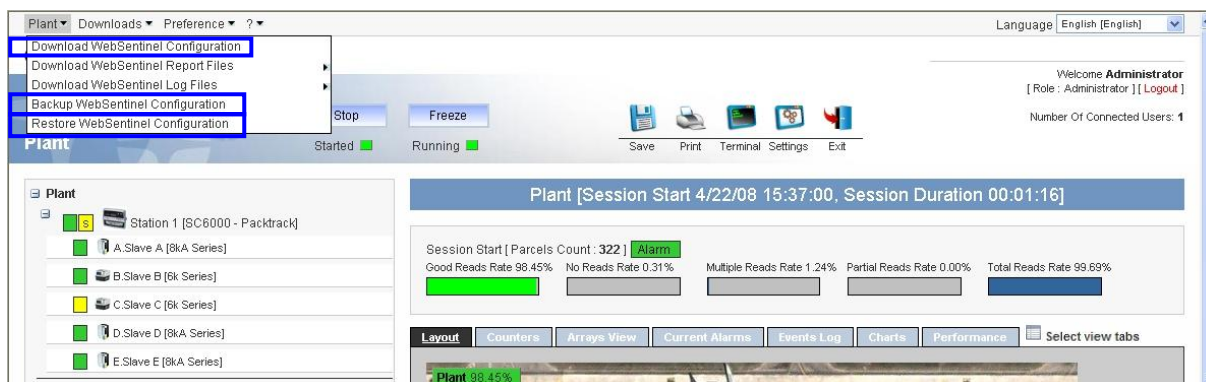 Plant Downloads Preference ?
Language English [English]
Download WebSentinel Configuration
Download WebSentinel Report Files
Download WebSentinel Log Files
Backup WebSentinel Configuration
Restore WebSentinel Configuration
Welcome Administrator
[ Role : Administrator ] [ Logout ]
Number Of Connected Users: 1
Stop Freeze
Plant
Started Running
Save Print Terminal Settings Exit
Plant
S Station 1 [SC6000 - Packtrack]
A.Slave A [8kA Series]
B.Slave B [6k Series]
C.Slave C [6k Series]
D.Slave D [8kA Series]
E.Slave E [8kA Series]
Plant [Session Start 4/22/08 15:37:00, Session Duration 00:01:16]
Session Start [ Parcels Count : 322 ] Alarm
Good Reads Rate 98.45% No Reads Rate 0.31% Multiple Reads Rate 1.24% Partial Reads Rate 0.00% Total Reads Rate 99.69%
Layout Counters Arrays View Current Alarms Events Log Charts Performance Select view tabs
Plant 98.45%